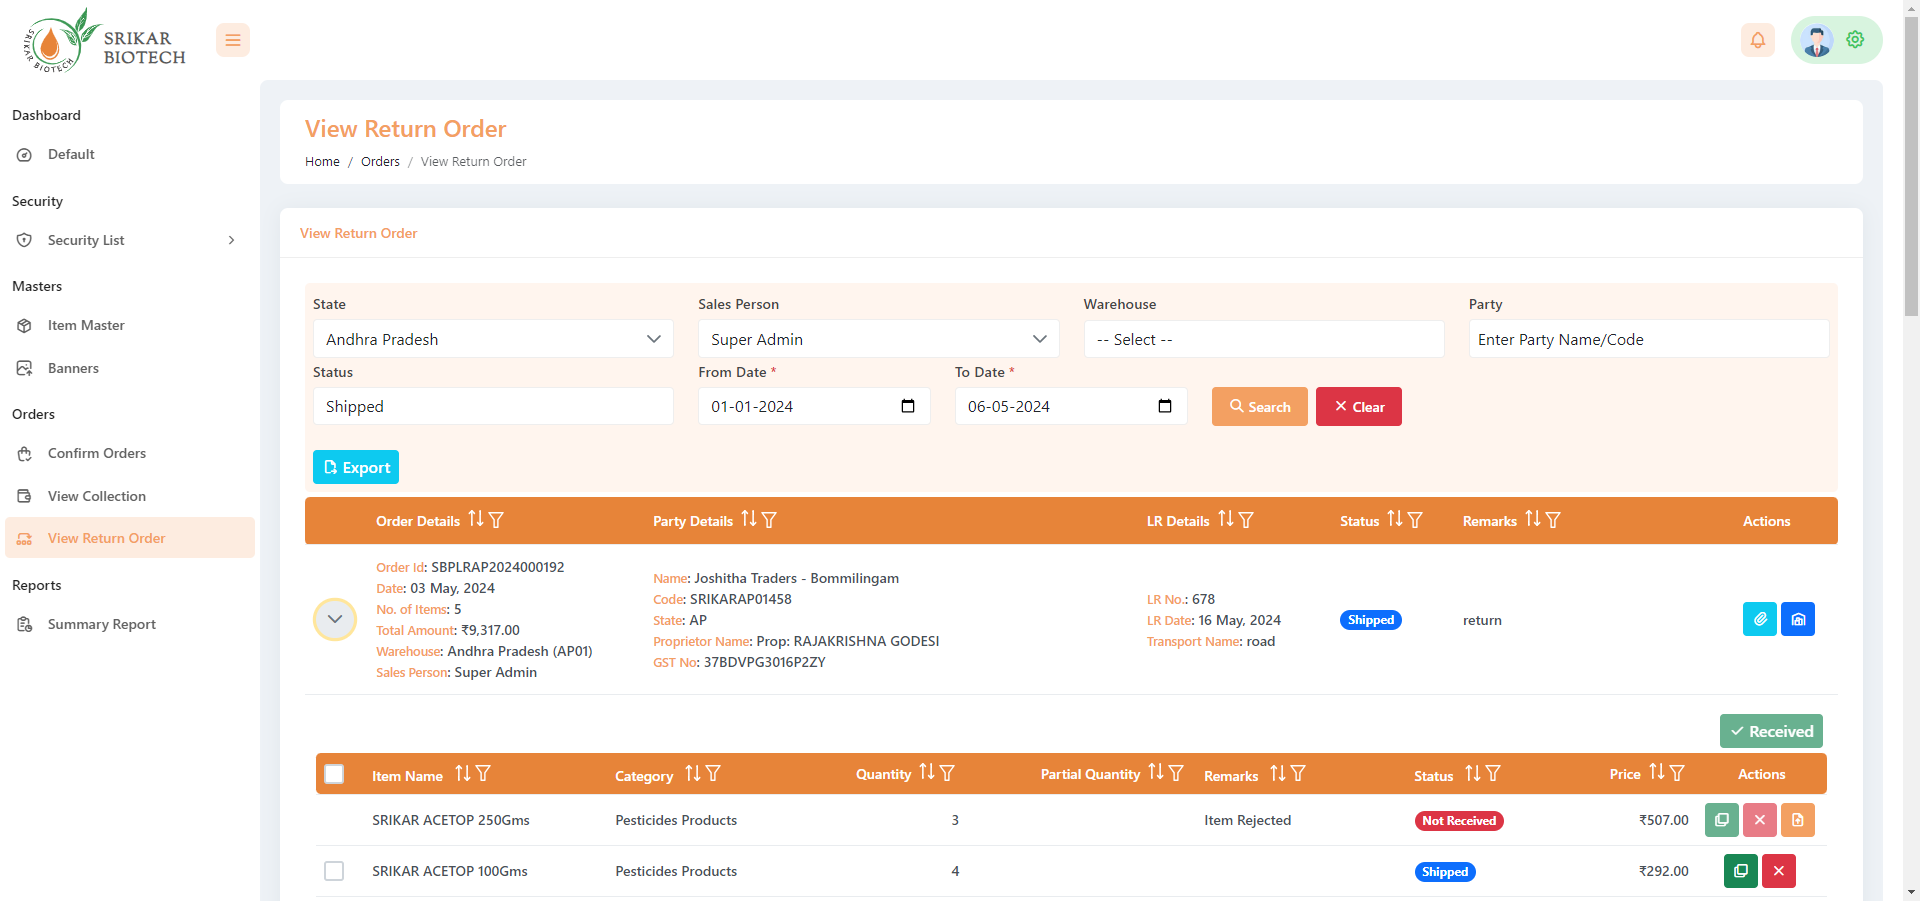 SRIKAR BIOTECH
SRIKAR
BIOTECH
Dashboard
Default
Security
Security List
Masters
Item Master
Banners
Orders
Confirm Orders
View Collection
View Return Order
Reports
Summary Report
View Return Order
Home / Orders / View Return Order
View Return Order
State Sales Person Warehouse Party
Andhra Pradesh Super Admin -- Select -- Enter Party Name/Code
Status From Date * To Date *
Shipped 01-01-2024 06-05-2024 Search Clear
Export
Order Details Party Details LR Details Status Remarks Actions
Order Id: SBPLRAP2024000192
Date: 03 May, 2024
No. of Items: 5
Total Amount: ₹9,317.00
Warehouse: Andhra Pradesh (AP01)
Sales Person: Super Admin
Name: Joshitha Traders - Bommilingam
Code: SRIKARAP01458
State: AP
Proprietor Name: Prop: RAJAKRISHNA GODESI
GST No: 37BDVPG3016P2ZY
LR No.: 678
LR Date: 16 May, 2024
Transport Name: road
Shipped
return
Received
Item Name Category Quantity Partial Quantity Remarks Status Price Actions
SRIKAR ACETOP 250Gms Pesticides Products 3 Item Rejected Not Received ₹507.00
SRIKAR ACETOP 100Gms Pesticides Products 4 Shipped ₹292.00